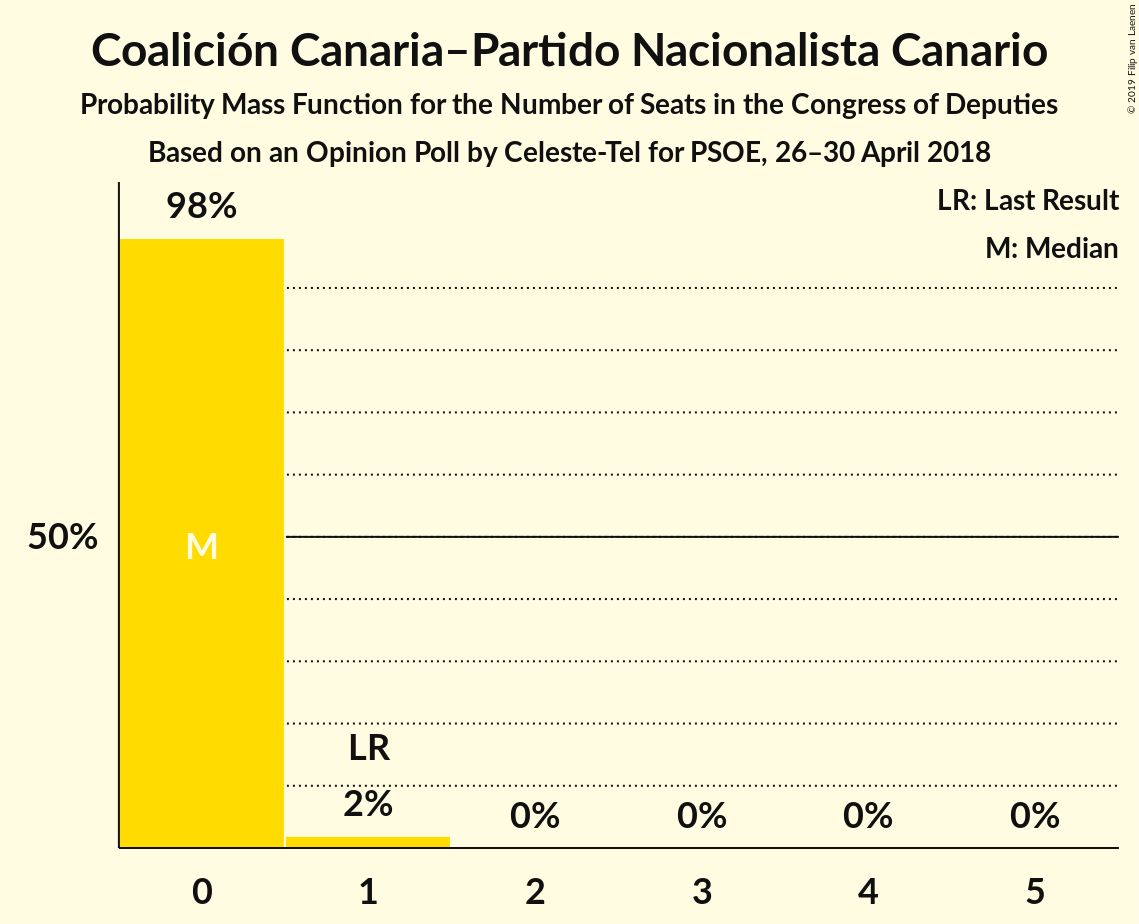 Coalición Canaria–Partido Nacionalista Canario
Probability Mass Function for the Number of Seats in the Congress of Deputies
Based on an Opinion Poll by Celeste-Tel for PSOE, 26–30 April 2018
© 2019 Filip van Laenen
LR: Last Result
M: Median
98%
50%
M
LR
2%
0%
0%
0%
0%
0
1
2
3
4
5